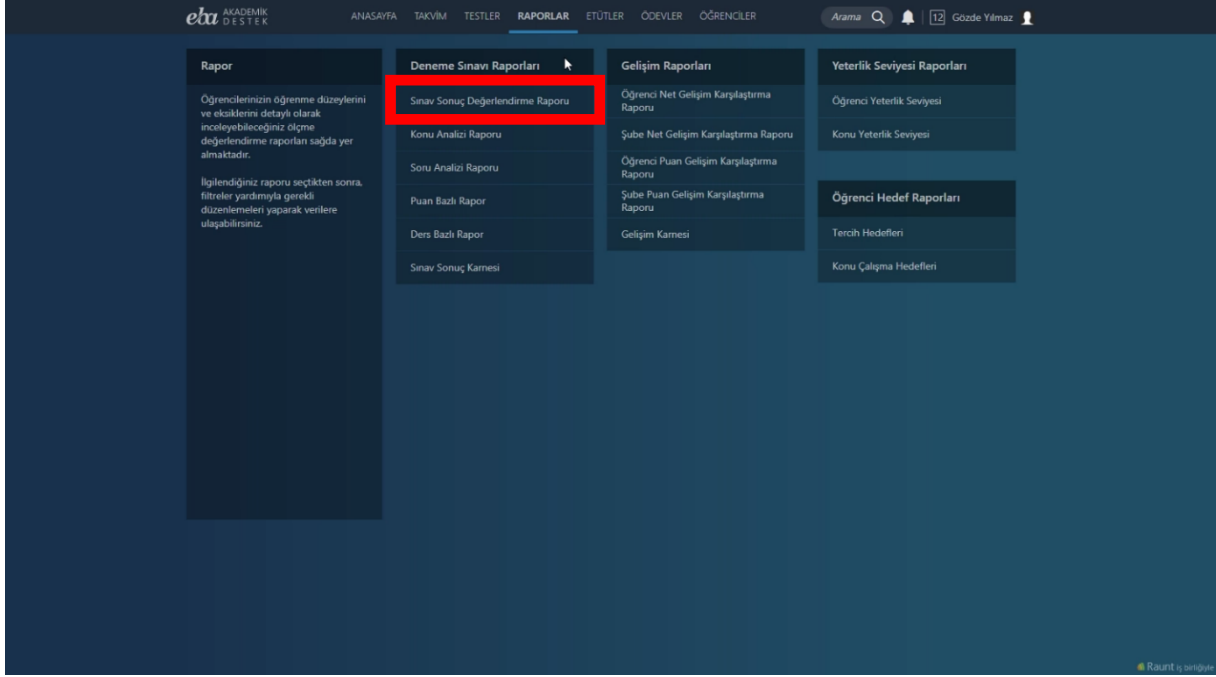 eba AKADEMİK
DESTEK
ANASAYFA TAKVİM TESTLER RAPORLAR ETÜTLER ÖDEVLER ÖĞRENCİLER Arama 12 Gözde Yılmaz
Rapor
Öğrencilerinizin öğrenme düzeylerini
ve eksiklerini detaylı olarak
inceleyebileceğiniz ölçme
değerlendirme raporları sağda yer
almaktadır.
İlgilendiğiniz raporu seçtikten sonra,
filtreler yardımıyla gerekli
düzenlemeleri yaparak verilere
ulaşabilirsiniz.
Deneme Sınavı Raporları
Sınav Sonuç Değerlendirme Raporu
Konu Analizi Raporu
Soru Analizi Raporu
Puan Bazlı Rapor
Ders Bazlı Rapor
Sınav Sonuç Karnesi
Gelişim Raporları
Öğrenci Net Gelişim Karşılaştırma
Raporu
Şube Net Gelişim Karşılaştırma Raporu
Öğrenci Puan Gelişim Karşılaştırma
Raporu
Şube Puan Gelişim Karşılaştırma
Raporu
Gelişim Karnesi
Yeterlik Seviyesi Raporları
Öğrenci Yeterlik Seviyesi
Konu Yeterlik Seviyesi
Öğrenci Hedef Raporları
Tercih Hedefleri
Konu Çalışma Hedefleri
Raunt iş birliğiyle